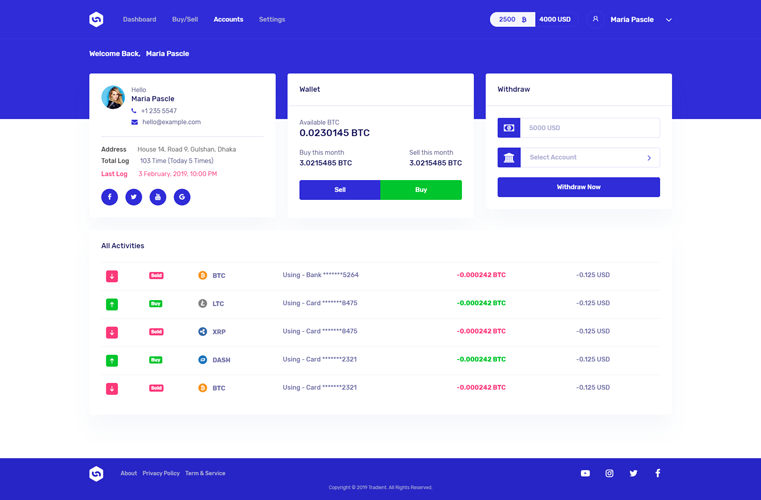 Dashboard Buy/Sell Accounts Settings 2500 4000 USD Maria Pascle
Welcome Back, Maria Pascle
Hello
Maria Pascle
+1 235 5547
hello@example.com
Address House 14, Road 9, Gulshan, Dhaka
Total Log 103 Time (Today 5 Times)
Last Log 3 February, 2019, 10:00 PM
Wallet
Available BTC
0.0230145 BTC
Buy this month Sell this month
3.0215485 BTC 3.0215485 BTC
Sell Buy
Withdraw
5000 USD
Select Account
Withdraw Now
All Activities
Sold BTC Using - Bank *******5264 -0.000242 BTC -0.125 USD
Buy LTC Using - Card *******8475 -0.000242 BTC -0.125 USD
Sold XRP Using - Card *******8475 -0.000242 BTC -0.125 USD
Buy DASH Using - Card *******2321 -0.000242 BTC -0.125 USD
Sold BTC Using - Card *******2321 -0.000242 BTC -0.125 USD
About Privacy Policy Term & Service
Copyright © 2019 Tradient. All Rights Reserved.